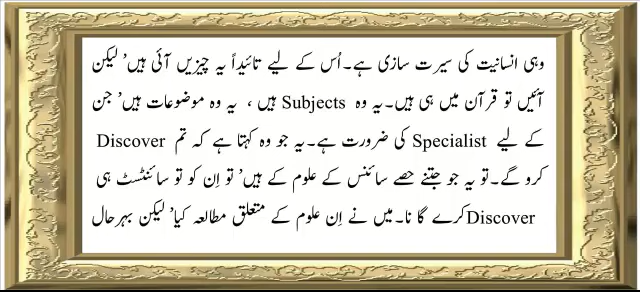 وہی انسانیت کی سیرت سازی ہے۔ اُس کے لیے تائیداً یہ چیزیں آئی ہیں’ لیکن
آئیں تو قرآن میں ہی ہیں۔ یہ وہ Subjects ہیں ، یہ وہ موضوعات ہیں’ جن
کے لیے Specialist کی ضرورت ہے۔ یہ جو وہ کہتا ہے کہ تم Discover
کرو گے۔ تو یہ جو جتنے حصے سائنس کے علوم کے ہیں’ تو اِن کو تو سائنٹسٹ ہی
Discover کرے گا نا۔ میں نے اِن علوم کے متعلق مطالعہ کیا’ لیکن بہرحال